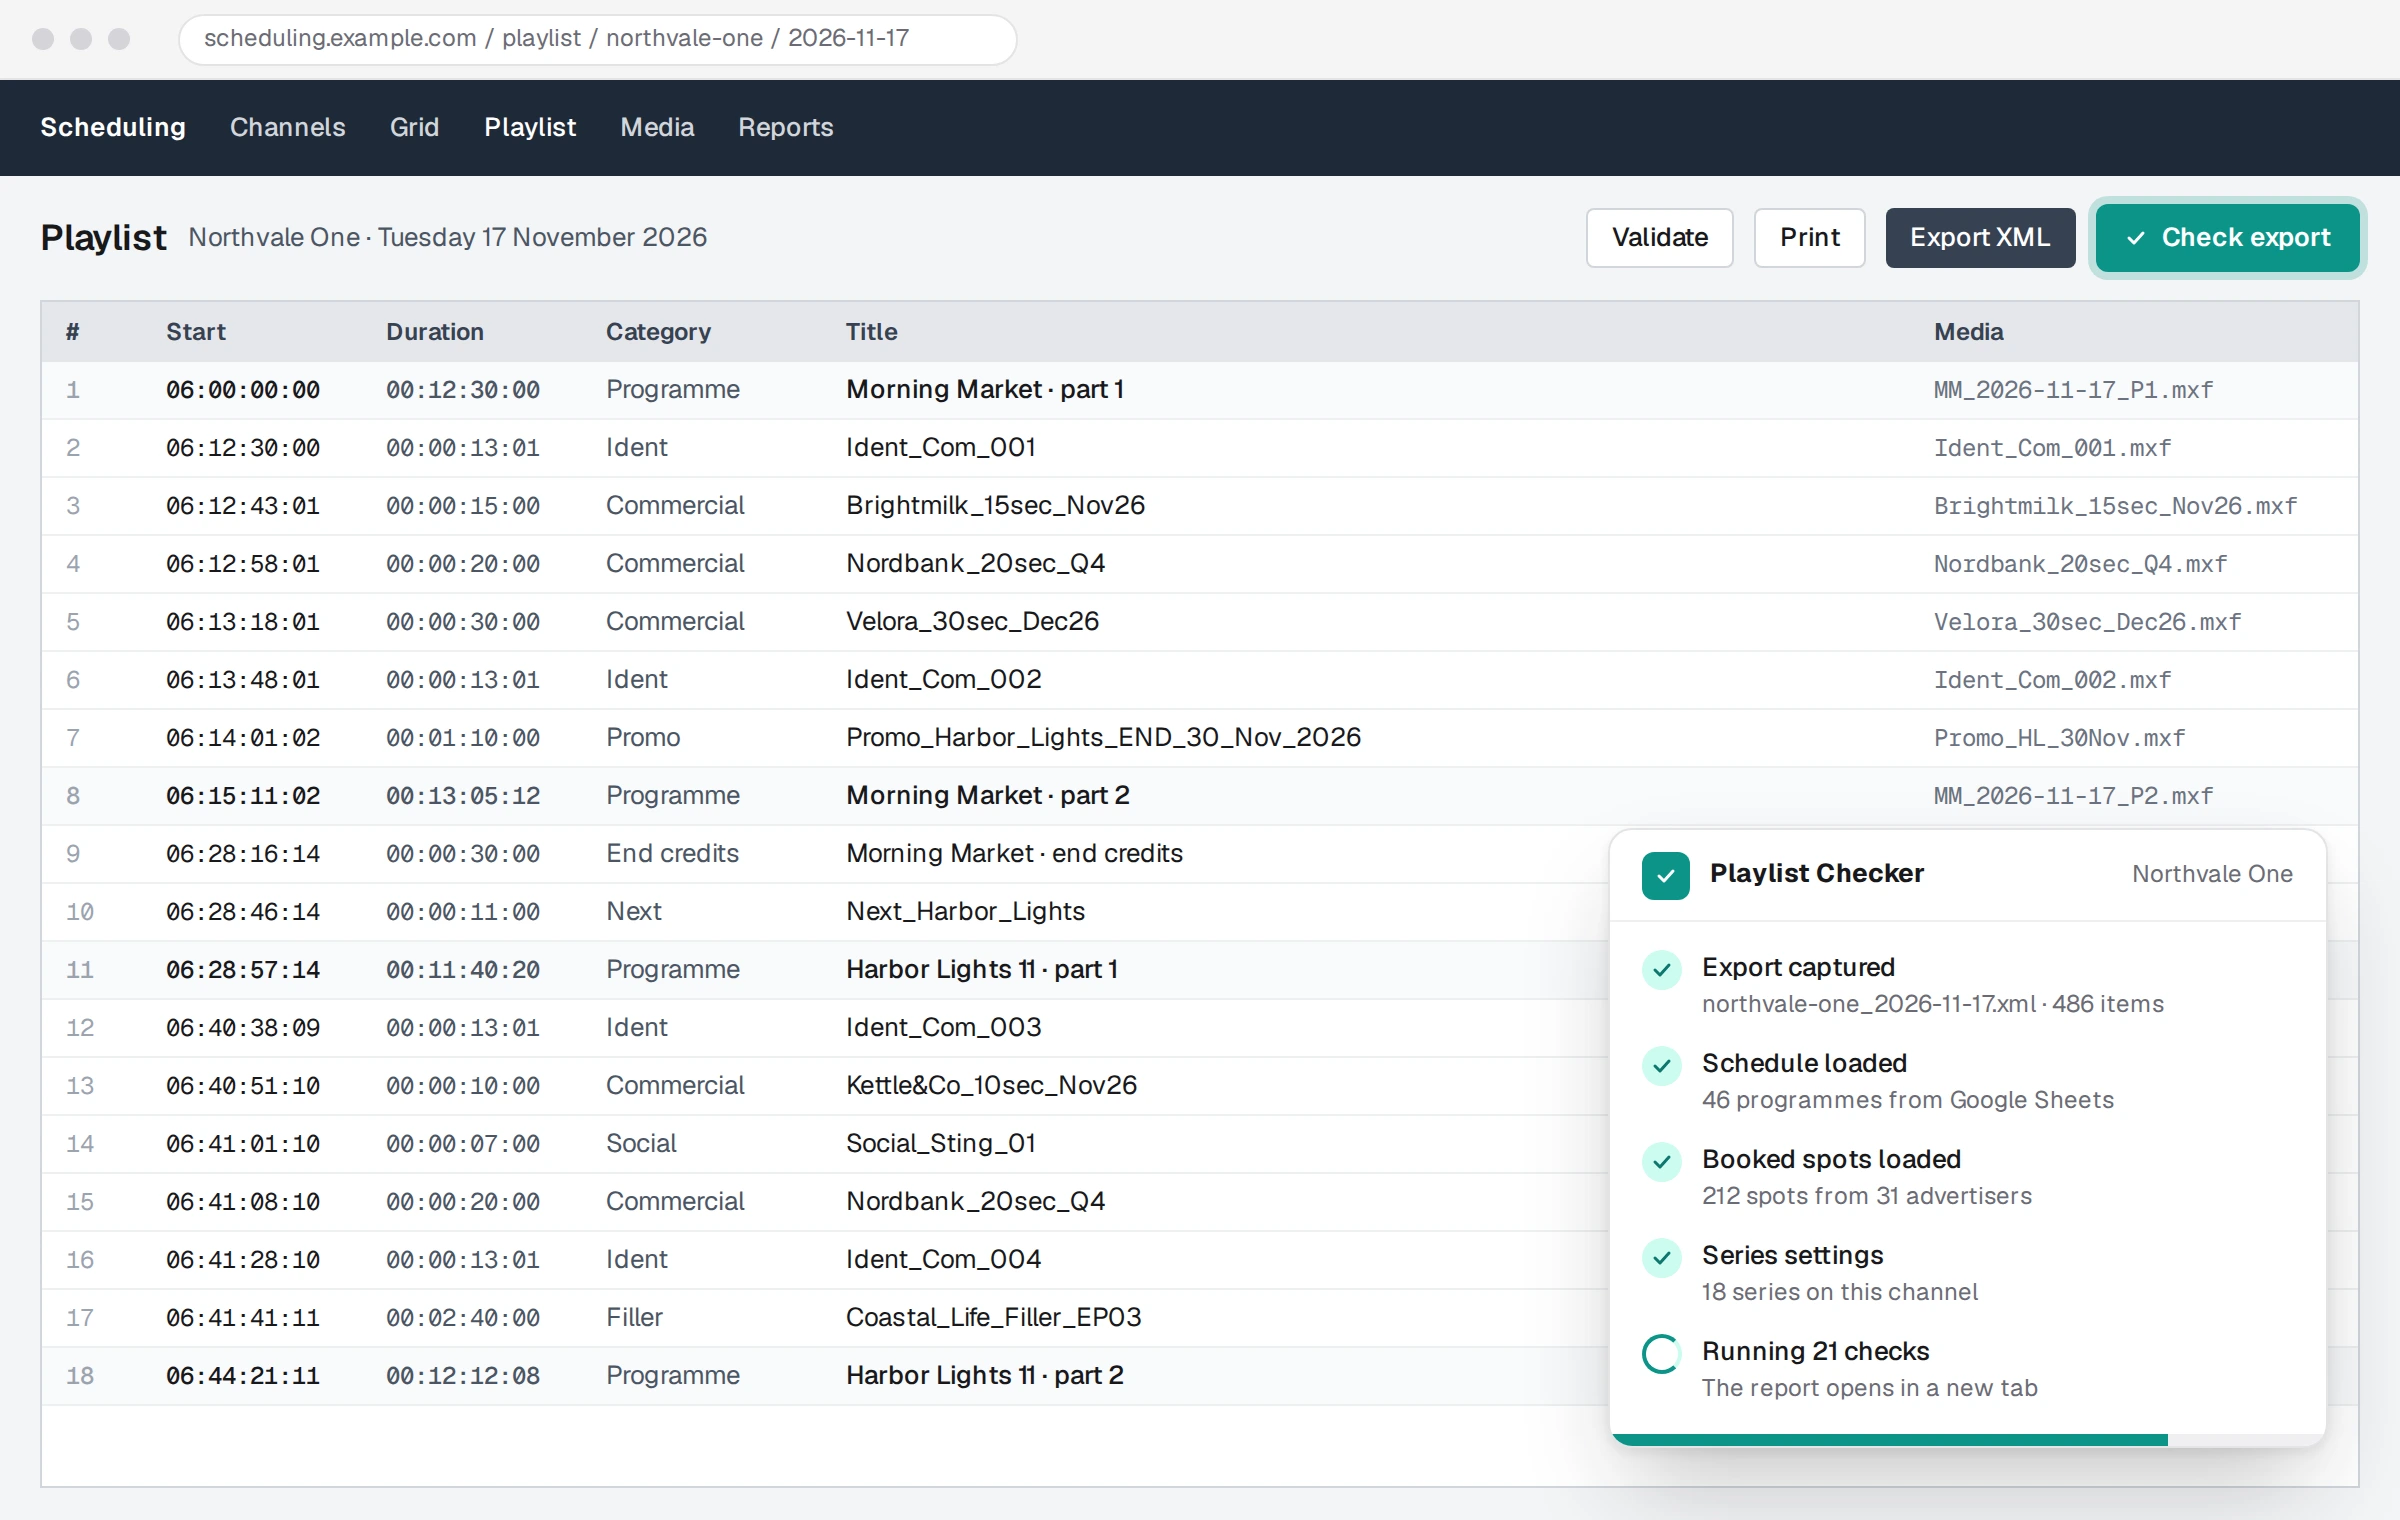 scheduling.example.com / playlist / northvale-one / 2026-11-17
Scheduling Channels Grid Playlist Media Reports
Playlist Northvale One · Tuesday 17 November 2026 Validate Print Export XML Check export
# Start Duration Category Title Media
1 06:00:00:00 00:12:30:00 Programme Morning Market · part 1 MM_2026-11-17_P1.mxf
2 06:12:30:00 00:00:13:01 Ident Ident_Com_001 Ident_Com_001.mxf
3 06:12:43:01 00:00:15:00 Commercial Brightmilk_15sec_Nov26 Brightmilk_15sec_Nov26.mxf
4 06:12:58:01 00:00:20:00 Commercial Nordbank_20sec_Q4 Nordbank_20sec_Q4.mxf
5 06:13:18:01 00:00:30:00 Commercial Velora_30sec_Dec26 Velora_30sec_Dec26.mxf
6 06:13:48:01 00:00:13:01 Ident Ident_Com_002 Ident_Com_002.mxf
7 06:14:01:02 00:01:10:00 Promo Promo_Harbor_Lights_END_30_Nov_2026 Promo_HL_30Nov.mxf
8 06:15:11:02 00:13:05:12 Programme Morning Market · part 2 MM_2026-11-17_P2.mxf
9 06:28:16:14 00:00:30:00 End credits Morning Market · end credits
10 06:28:46:14 00:00:11:00 Next Next_Harbor_Lights
11 06:28:57:14 00:11:40:20 Programme Harbor Lights 11 · part 1
12 06:40:38:09 00:00:13:01 Ident Ident_Com_003
13 06:40:51:10 00:00:10:00 Commercial Kettle&Co_10sec_Nov26
14 06:41:01:10 00:00:07:00 Social Social_Sting_01
15 06:41:08:10 00:00:20:00 Commercial Nordbank_20sec_Q4
16 06:41:28:10 00:00:13:01 Ident Ident_Com_004
17 06:41:41:11 00:02:40:00 Filler Coastal_Life_Filler_EP03
18 06:44:21:11 00:12:12:08 Programme Harbor Lights 11 · part 2
Playlist Checker Northvale One
Export captured
northvale-one_2026-11-17.xml · 486 items
Schedule loaded
46 programmes from Google Sheets
Booked spots loaded
212 spots from 31 advertisers
Series settings
18 series on this channel
Running 21 checks
The report opens in a new tab